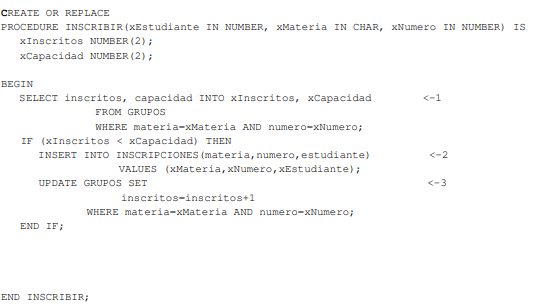 CREATE OR REPLACE
PROCEDURE INSCRIBIR(xEstudiante IN NUMBER, xMateria IN CHAR, xNumero IN NUMBER) IS
xInscritos NUMBER(2);
xCapacidad NUMBER(2);
BEGIN
SELECT inscritos, capacidad INTO xInscritos, xCapacidad <-1
FROM GRUPOS
WHERE materia=xMateria AND numero=xNumero;
IF (xInscritos < xCapacidad) THEN
INSERT INTO INSCRIPCIONES(materia,numero,estudiante) <-2
VALUES (xMateria,xNumero,xEstudiante);
UPDATE GRUPOS SET <-3
inscritos=inscritos+1
WHERE materia=xMateria AND numero=xNumero;
END IF;
END INSCRIBIR;